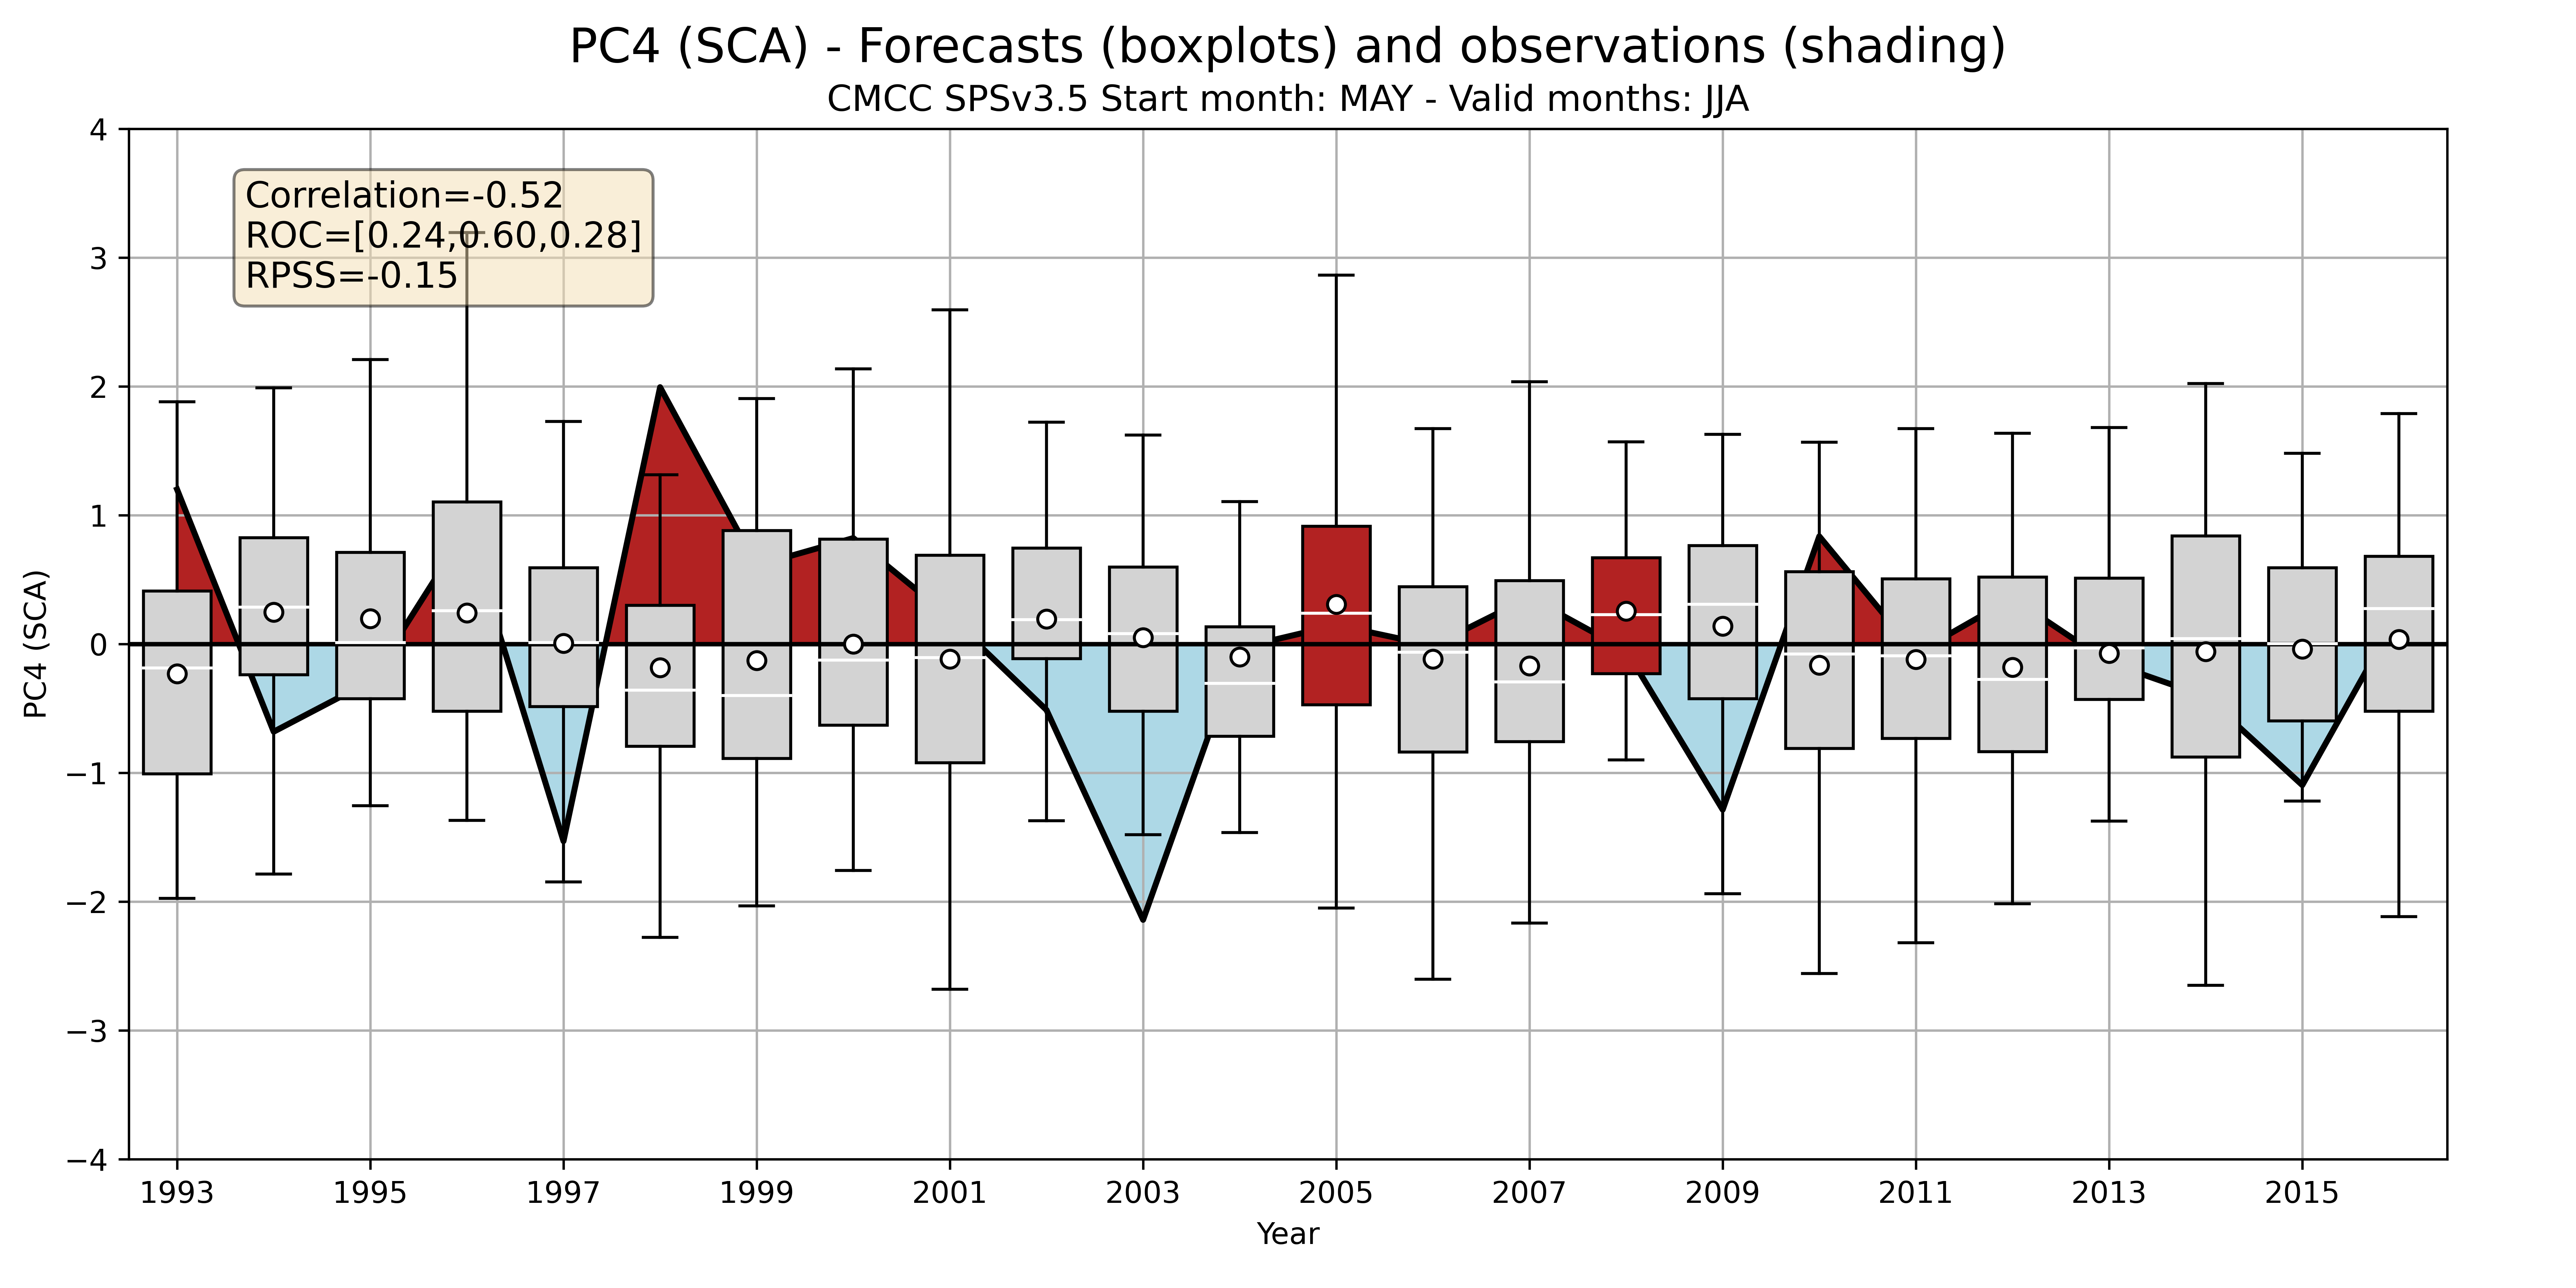 PC4 (SCA) - Forecasts (boxplots) and observations (shading)
CMCC SPSv3.5 Start month: MAY - Valid months: JJA
Correlation=-0.52
ROC=[0.24,0.60,0.28]
RPSS=-0.15
PC4 (SCA)
4
3
2
1
0
−1
−2
−3
−4
1993 1995 1997 1999 2001 2003 2005 2007 2009 2011 2013 2015
Year